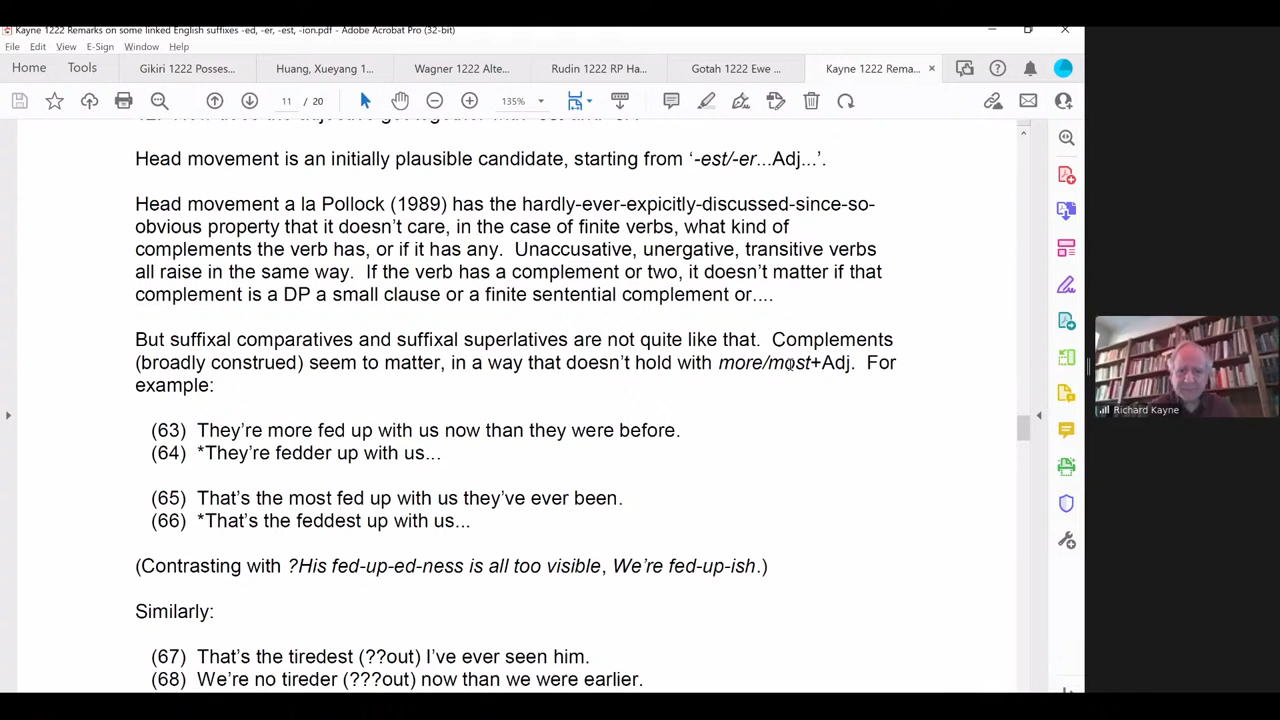 Kayne 1222 Remarks on some linked English suffixes -ed, -er, -est, -ion.pdf - Adobe Acrobat Pro (32-bit)
File Edit View E-Sign Window Help
Home Tools Gikiri 1222 Posses... Huang, Xueyang 1... Wagner 1222 Alte... Rudin 1222 RP Ha... Gotah 1222 Ewe ... Kayne 1222 Rema...
11 / 20 135%
Head movement is an initially plausible candidate, starting from ‘-est/-er...Adj...’.
Head movement a la Pollock (1989) has the hardly-ever-expicitly-discussed-since-so-
obvious property that it doesn’t care, in the case of finite verbs, what kind of
complements the verb has, or if it has any. Unaccusative, unergative, transitive verbs
all raise in the same way. If the verb has a complement or two, it doesn’t matter if that
complement is a DP a small clause or a finite sentential complement or....
But suffixal comparatives and suffixal superlatives are not quite like that. Complements
(broadly construed) seem to matter, in a way that doesn’t hold with more/most+Adj. For
example:
(63) They’re more fed up with us now than they were before.
(64) *They’re fedder up with us...
(65) That’s the most fed up with us they’ve ever been.
(66) *That’s the feddest up with us...
(Contrasting with ?His fed-up-ed-ness is all too visible, We’re fed-up-ish.)
Similarly:
(67) That’s the tiredest (??out) I’ve ever seen him.
(68) We’re no tireder (???out) now than we were earlier.
Richard Kayne